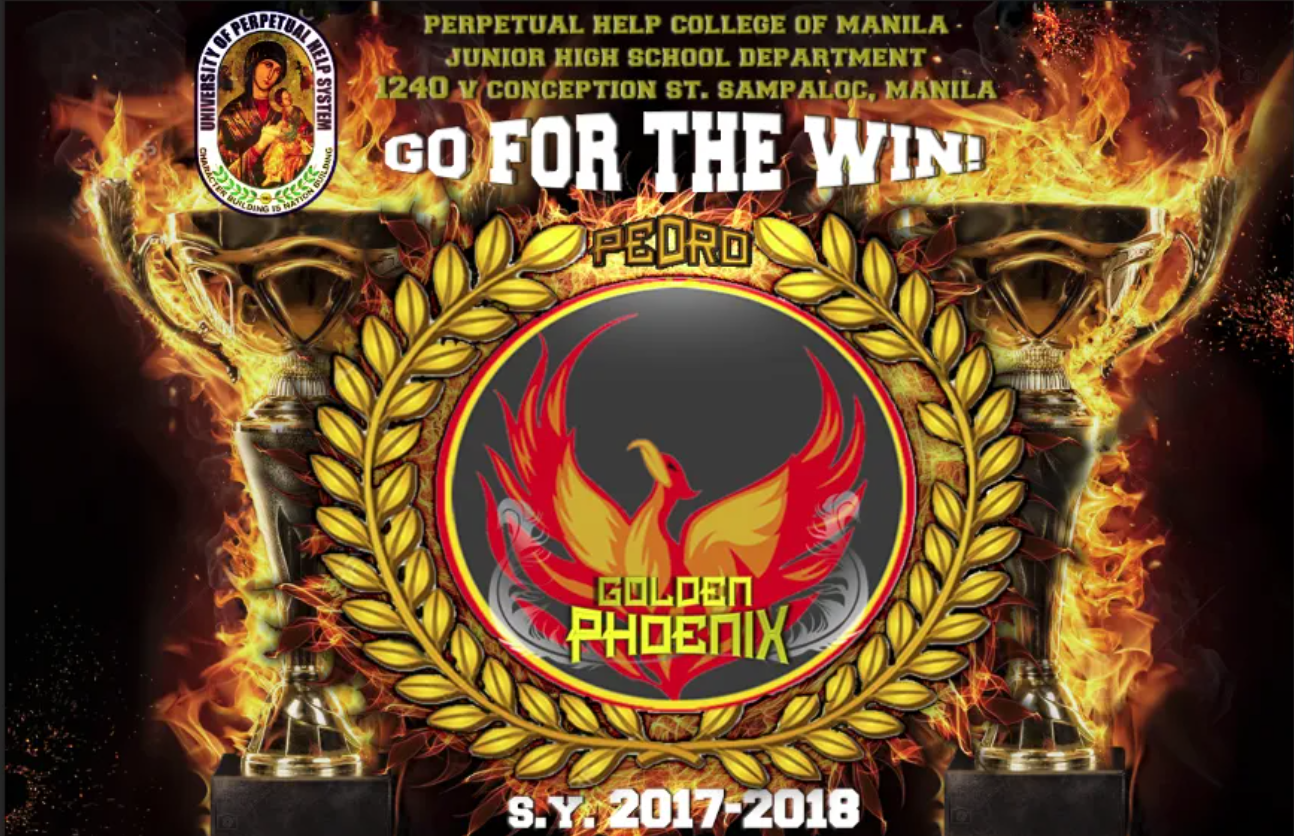 PERPETUAL HELP COLLEGE OF MANILA
JUNIOR HIGH SCHOOL DEPARTMENT
1240 V CONCEPTION ST. SAMPALOC, MANILA
UNIVERSITY OF PERPETUAL HELP SYSTEM
CHARACTER BUILDING IS NATION BUILDING
GO FOR THE WIN!
PEDRO
GOLDEN
PHOENIX
S.Y. 2017-2018